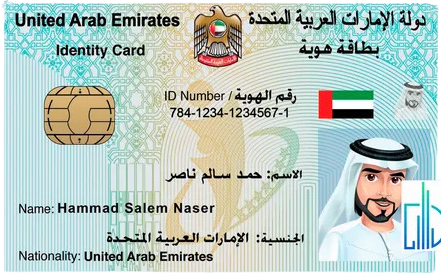 United Arab Emirates
دولة الإمارات العربية المتحدة
Identity Card
بطاقة هوية
ID Number / رقم الهوية
784-1234-1234567-1
الاسم: حمد سالم ناصر
Name: Hammad Salem Naser
الجنسية: الإمارات العربية المتحدة
Nationality: United Arab Emirates